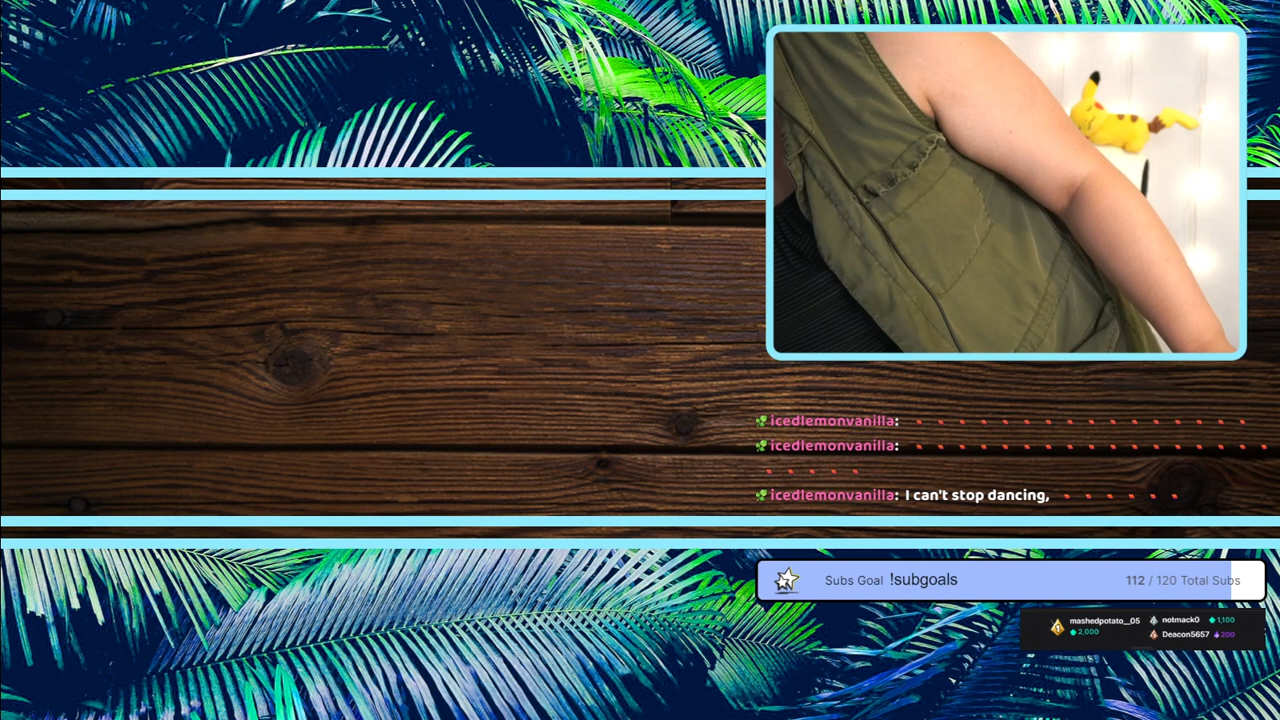 icedlemonvanilla:
icedlemonvanilla:
icedlemonvanilla: I can't stop dancing,
Subs Goal !subgoals 112 / 120 Total Subs
mashedpotato__05 notmack0 1,100
2,000 Deacon5657 200